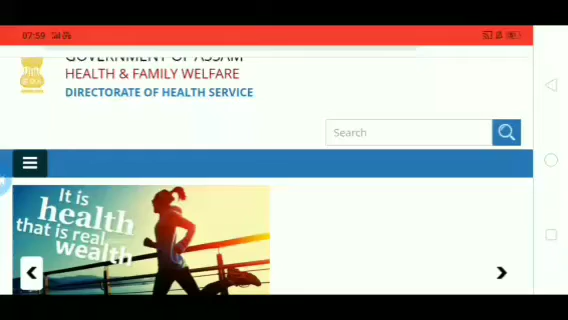 07:59
GOVERNMENT OF ASSAM
HEALTH & FAMILY WELFARE
DIRECTORATE OF HEALTH SERVICE
Search
It is
health
that is real
wealth